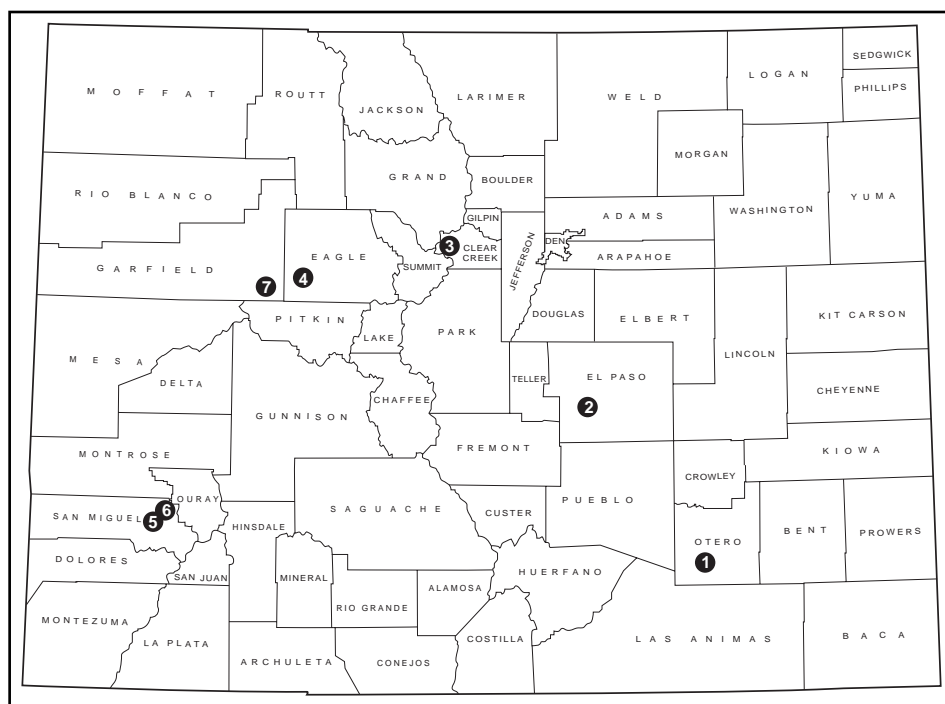 SEDGWICK
LOGAN
MOFFAT
ROUTT
LARIMER
WELD
PHILLIPS
JACKSON
MORGAN
GRAND
BOULDER
RIO BLANCO
YUMA
WASHINGTON
GILPIN
ADAMS
DEN
3
CLEAR
CREEK
EAGLE
ARAPAHOE
JEFFERSON
SUMMIT
GARFIELD
4
7
DOUGLAS
KIT CARSON
PITKIN
ELBERT
PARK
LAKE
LINCOLN
MESA
TELLER
EL PASO
DELTA
CHEYENNE
CHAFFEE
2
GUNNISON
FREMONT
KIOWA
MONTROSE
CROWLEY
OURAY
PUEBLO
SAGUACHE
6
CUSTER
SAN MIGUEL
5
HINSDALE
BENT
PROWERS
OTERO
DOLORES
1
HUERFANO
SAN JUAN
MINERAL
ALAMOSA
RIO GRANDE
MONTEZUMA
LA PLATA
COSTILLA
LAS ANIMAS
BACA
ARCHULETA
CONEJOS